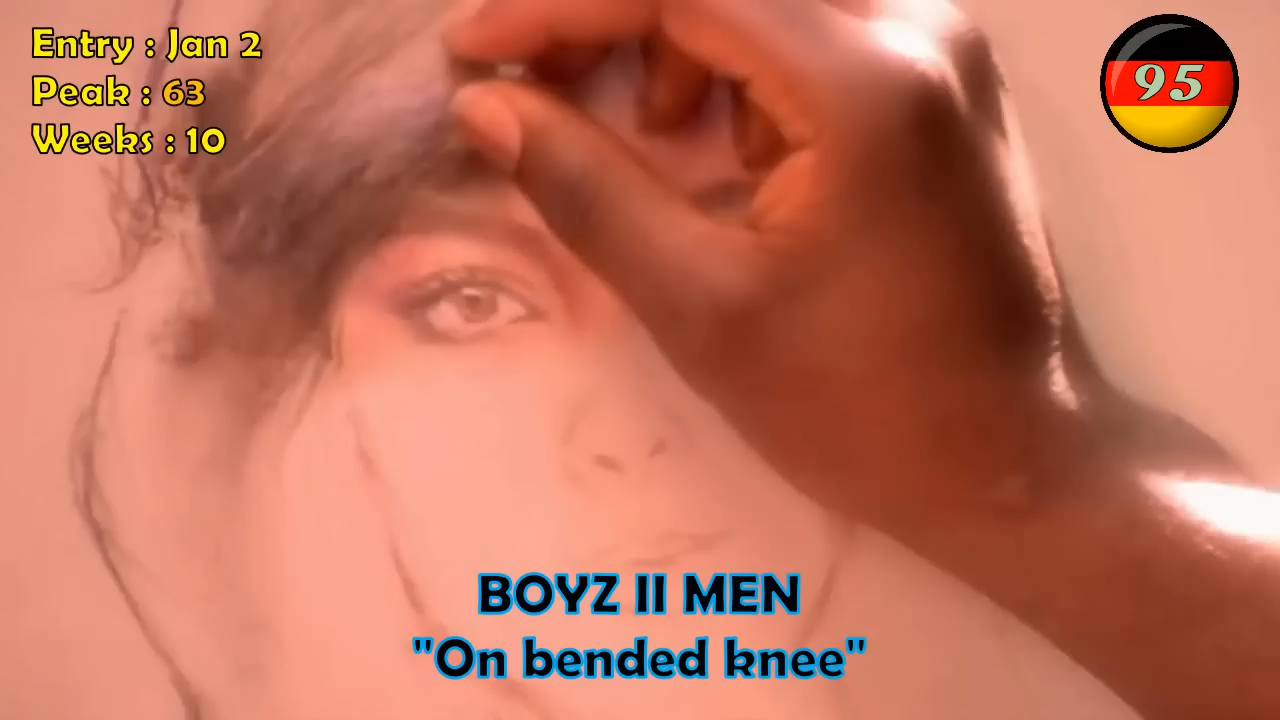 Entry : Jan 2
Peak : 63
Weeks : 10
95
BOYZ II MEN
"On bended knee"